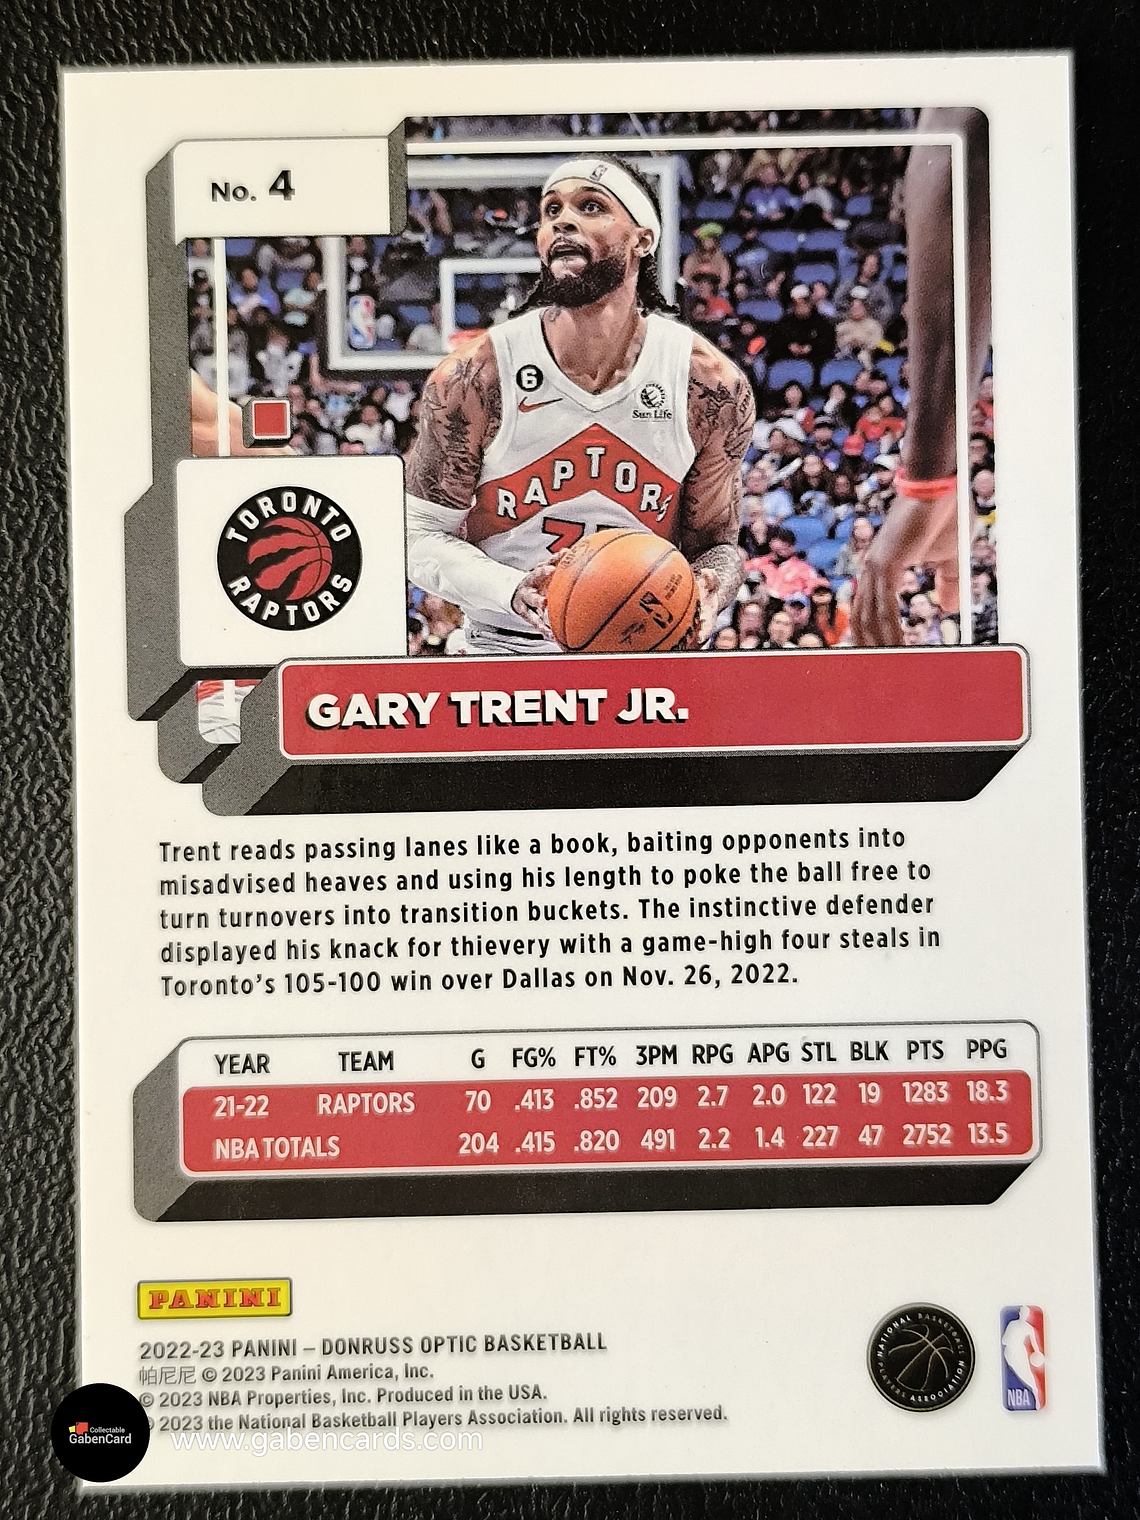 No. 4
6
Sun Life
RAPTORS
TORONTO
RAPTORS
GARY TRENT JR.
Trent reads passing lanes like a book, baiting opponents into
misadvised heaves and using his length to poke the ball free to
turn turnovers into transition buckets. The instinctive defender
displayed his knack for thievery with a game-high four steals in
Toronto's 105-100 win over Dallas on Nov. 26, 2022.
YEAR TEAM G FG% FT% 3PM RPG APG STL BLK PTS PPG
21-22 RAPTORS 70 .413 .852 209 2.7 2.0 122 19 1283 18.3
NBA TOTALS 204 .415 .820 491 2.2 1.4 227 47 2752 13.5
PANINI
2022-23 PANINI – DONRUSS OPTIC BASKETBALL
帕尼尼 © 2023 Panini America, Inc.
© 2023 NBA Properties, Inc. Produced in the USA.
© 2023 the National Basketball Players Association. All rights reserved.
NATIONAL BASKETBALL
PLAYERS ASSOCIATION
NBA
Collectable
GabenCard
www.gabencards.com